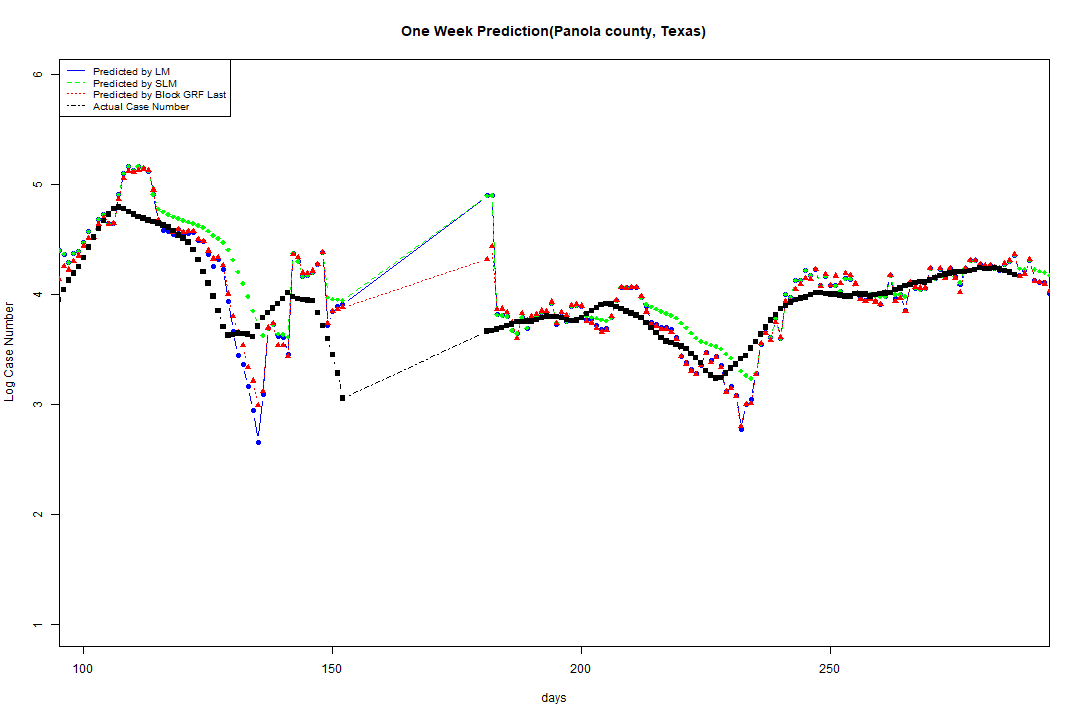 One Week Prediction(Panola county, Texas)
Predicted by LM
Predicted by SLM
Predicted by Block GRF Last
Actual Case Number
6
5
4
3
2
1
Log Case Number
100 150 200 250
days